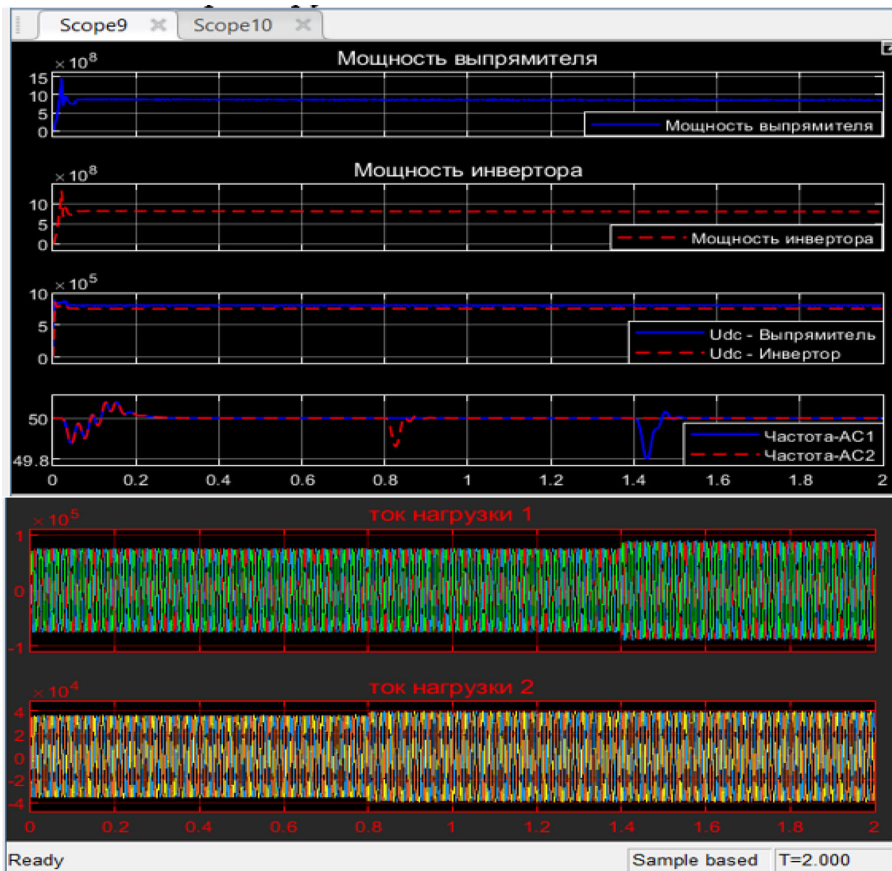 Scope9 Scope10
Мощность выпрямителя
×10^8
15
10
5
0
Мощность выпрямителя
Мощность инвертора
×10^8
10
5
0
Мощность инвертора
×10^5
10
5
0
Udc - Выпрямитель
Udc - Инвертор
50
49.8
Частота-AC1
Частота-AC2
0 0.2 0.4 0.6 0.8 1 1.2 1.4 1.6 1.8 2
ток нагрузки 1
×10^5
1
0
-1
ток нагрузки 2
×10^4
4
2
0
-2
-4
0 0.2 0.4 0.6 0.8 1 1.2 1.4 1.6 1.8 2
Ready Sample based T=2.000